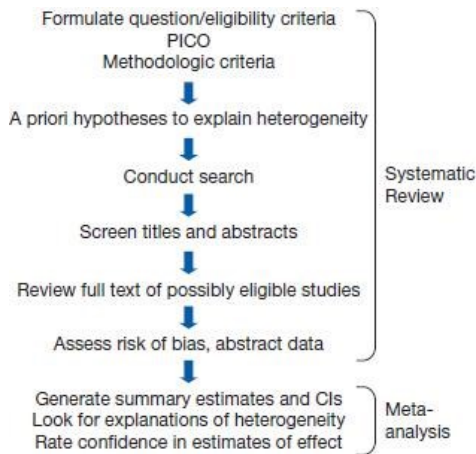 Formulate question/eligibility criteria
PICO
Methodologic criteria
A priori hypotheses to explain heterogeneity
Conduct search
Screen titles and abstracts
Review full text of possibly eligible studies
Assess risk of bias, abstract data
Systematic
Review
Generate summary estimates and CIs
Look for explanations of heterogeneity
Rate confidence in estimates of effect
Meta-
analysis